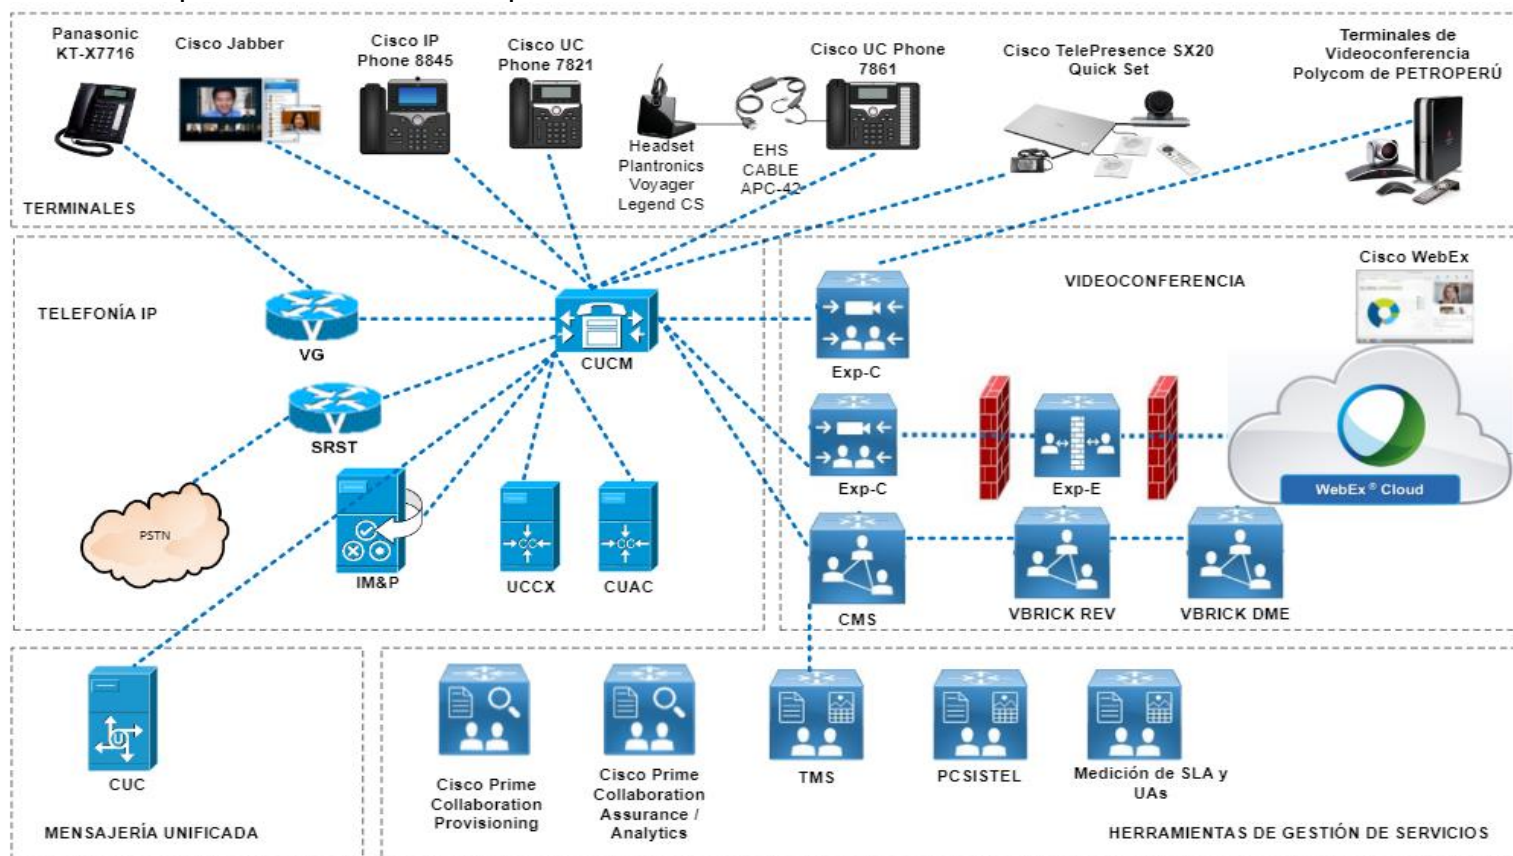 Panasonic
KT-X7716
Cisco Jabber
Cisco IP
Phone 8845
Cisco UC
Phone 7821
Cisco UC Phone
7861
Cisco TelePresence SX20
Quick Set
Terminales de
Videoconferencia
Polycom de PETROPERÚ
Headset
Plantronics
Voyager
Legend CS
EHS
CABLE
APC-42
TERMINALES
TELEFONÍA IP
VG
CUCM
SRST
PSTN
IM&P
CC
UCCX
CC
CUAC
VIDEOCONFERENCIA
Cisco WebEx
Exp-C
Exp-C
Exp-E
WebEx® Cloud
CMS
VBRICK REV
VBRICK DME
U
CUC
MENSAJERÍA UNIFICADA
Cisco Prime
Collaboration
Provisioning
Cisco Prime
Collaboration
Assurance /
Analytics
TMS
PCSISTEL
Medición de SLA y
UAs
HERRAMIENTAS DE GESTIÓN DE SERVICIOS